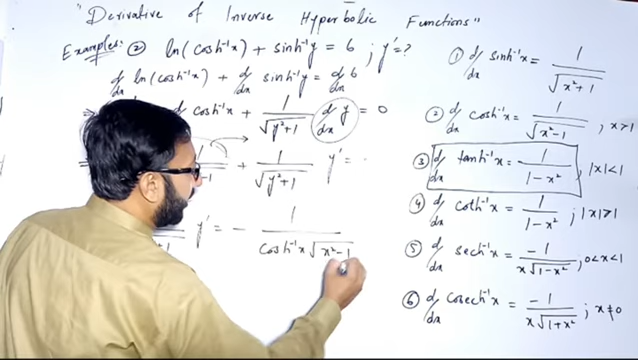 "Derivative of Inverse Hyperbolic Functions"
Examples: ② ln(cosh⁻¹x) + sinh⁻¹y = 6 ; y' = ?
d/dx ln(cosh⁻¹x) + d/dx sinh⁻¹y = d/dx 6
⇒ d/dx cosh⁻¹x + 1/√(y²+1) d/dx y = 0
-1 + 1/√(y²+1) y' =
y' = - 1/(cosh⁻¹x √(x²-1
① d/dx sinh⁻¹x = 1/√(x²+1)
② d/dx cosh⁻¹x = 1/√(x²-1) , x>1
③ d/dx tanh⁻¹x = 1/(1-x²) , |x|<1
④ d/dx coth⁻¹x = 1/(1-x²) ; |x|>1
⑤ d/dx sech⁻¹x = -1/(x√(1-x²)) ; 0<x<1
⑥ d/dx cosech⁻¹x = -1/(x√(1+x²)) ; x≠0